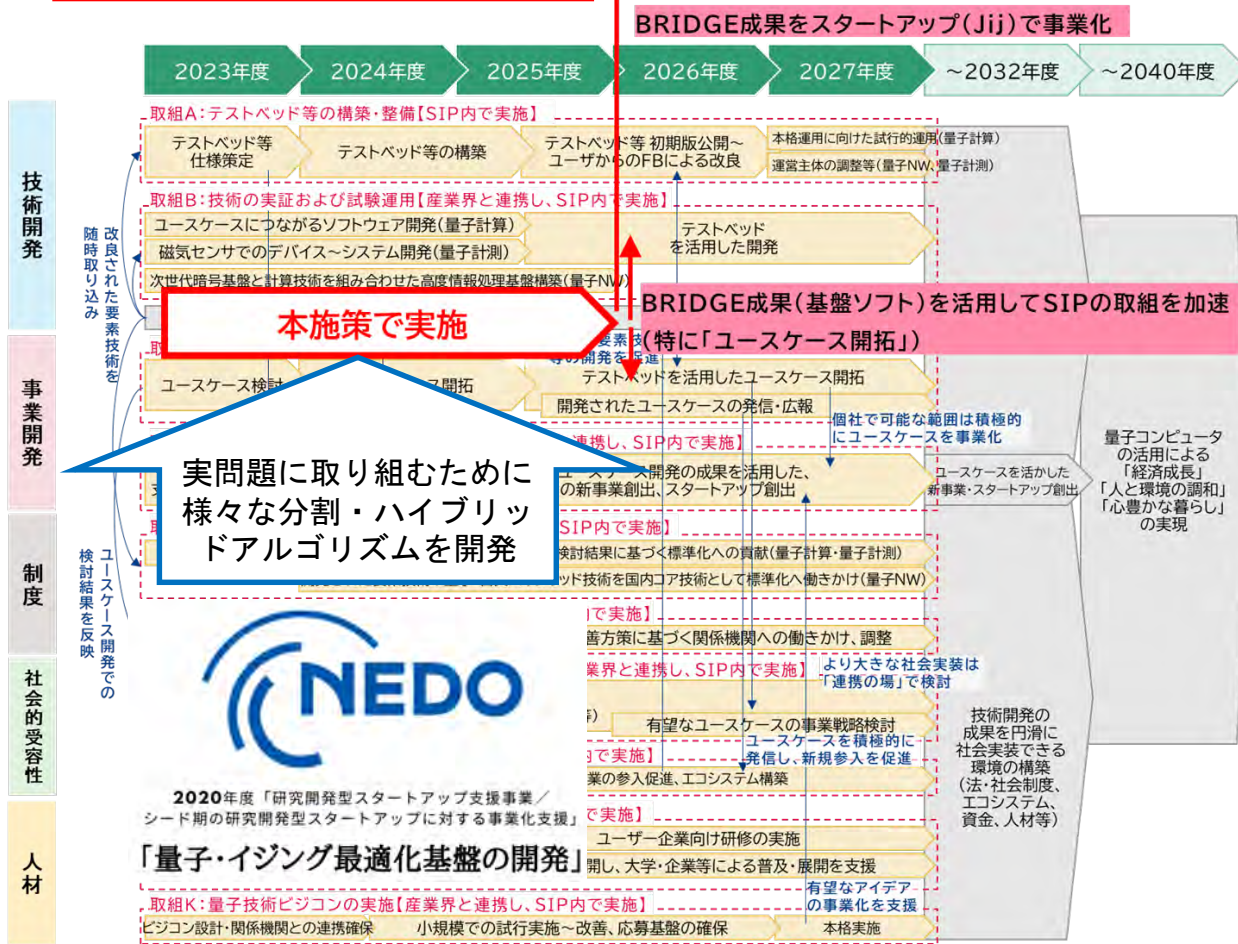 BRIDGE成果をスタートアップ(Jij)で事業化
2023年度
2024年度
2025年度
2026年度
2027年度
～2032年度
～2040年度
技術開発
事業開発
制度
社会的受容性
人材
改良された要素技術を
随時取り込み
ユースケース開発での
検討結果を反映
取組A:テストベッド等の構築・整備【SIP内で実施】
テストベッド等
仕様策定
テストベッド等の構築
テストベッド等 初期版公開～
ユーザからのFBによる改良
本格運用に向けた試行的運用(量子計算)
運営主体の調整等(量子NW、量子計測)
取組B:技術の実証および試験運用【産業界と連携し、SIP内で実施】
ユースケースにつながるソフトウェア開発(量子計算)
磁気センサでのデバイス～システム開発(量子計測)
次世代暗号基盤と計算技術を組み合わせた高度情報処理基盤構築(量子NW)
テストベッド
を活用した開発
本施策で実施
BRIDGE成果(基盤ソフト)を活用してSIPの取組を加速
(特に「ユースケース開拓」)
要素技
等の開発を促進
取
ユースケース検討
ース開拓
テストベッドを活用したユースケース開拓
開発されたユースケースの発信・広報
個社で可能な範囲は積極的
にユースケースを事業化
連携し、SIP内で実施】
ユースケース開発の成果を活用した、
の新事業創出、スタートアップ創出
ユースケースを活かした
新事業・スタートアップ創出
実問題に取り組むために
様々な分割・ハイブリッ
ドアルゴリズムを開発
SIP内で実施】
検討結果に基づく標準化への貢献(量子計算・量子計測)
ッド技術を国内コア技術として標準化へ働きかけ(量子NW)
内で実施】
善方策に基づく関係機関への働きかけ、調整
業界と連携し、SIP内で実施】
より大きな社会実装は
「連携の場」で検討
等)
有望なユースケースの事業戦略検討
ユースケースを積極的に
発信し、新規参入を促進
内で実施】
業の参入促進、エコシステム構築
で実施】
ユーザー企業向け研修の実施
開し、大学・企業等による普及・展開を支援
有望なアイデア
の事業化を支援
NEDO
2020年度「研究開発型スタートアップ支援事業／
シード期の研究開発型スタートアップに対する事業化支援」
「量子・イジング最適化基盤の開発」
取組K:量子技術ビジコンの実施【産業界と連携し、SIP内で実施】
ビジコン設計・関係機関との連携確保
小規模での試行実施～改善、応募基盤の確保
本格実施
技術開発の
成果を円滑に
社会実装できる
環境の構築
(法・社会制度、
エコシステム、
資金、人材等)
量子コンピュータ
の活用による
「経済成長」
「人と環境の調和」
「心豊かな暮らし」
の実現